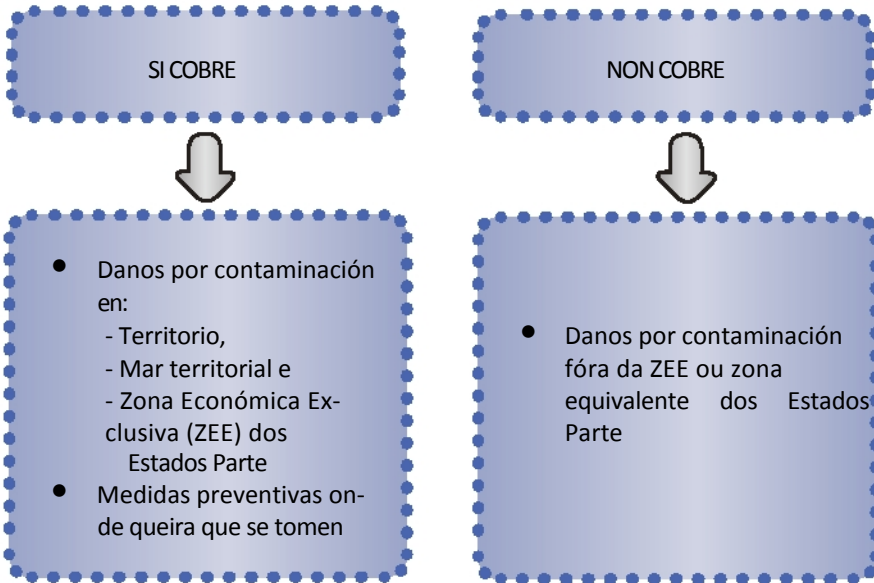 SI COBRE
NON COBRE
• Danos por contaminación
en:
- Territorio,
- Mar territorial e
- Zona Económica Ex-
clusiva (ZEE) dos
Estados Parte
• Medidas preventivas on-
de queira que se tomen
• Danos por contaminación
fóra da ZEE ou zona
equivalente dos Estados
Parte